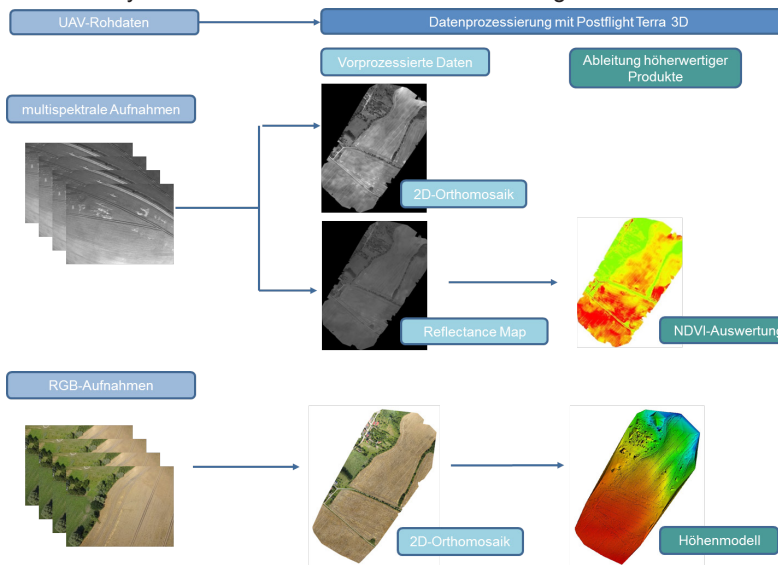 UAV-Rohdaten
Datenprozessierung mit Postflight Terra 3D
Vorprozessierte Daten
Ableitung höherwertiger
Produkte
multispektrale Aufnahmen
2D-Orthomosaik
Reflectance Map
NDVI-Auswertung
RGB-Aufnahmen
2D-Orthomosaik
Höhenmodell